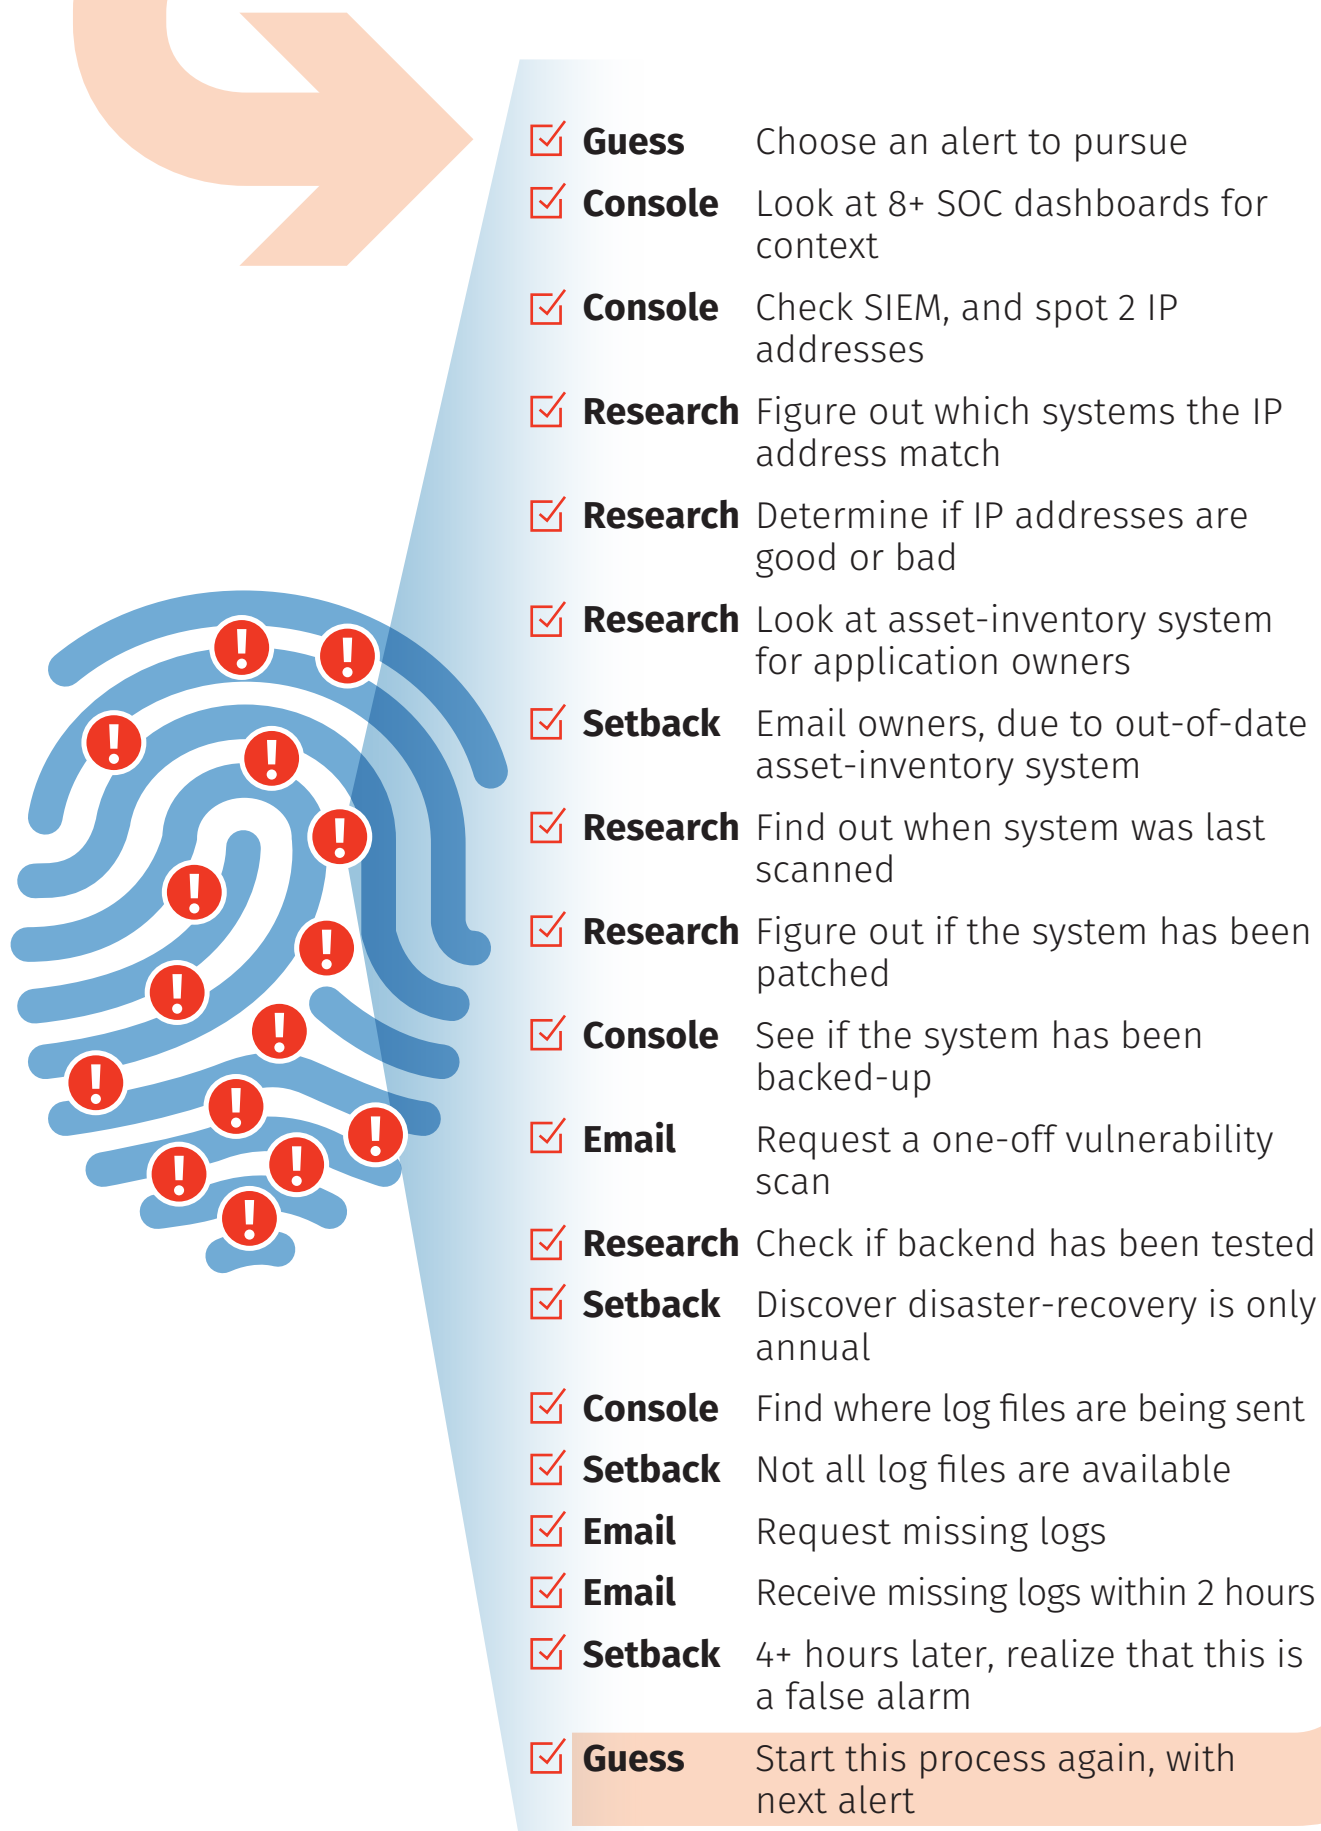 Guess Choose an alert to pursue
Console Look at 8+ SOC dashboards for
context
Console Check SIEM, and spot 2 IP
addresses
Research Figure out which systems the IP
address match
Research Determine if IP addresses are
good or bad
Research Look at asset-inventory system
for application owners
Setback Email owners, due to out-of-date
asset-inventory system
Research Find out when system was last
scanned
Research Figure out if the system has been
patched
Console See if the system has been
backed-up
Email Request a one-off vulnerability
scan
Research Check if backend has been tested
Setback Discover disaster-recovery is only
annual
Console Find where log files are being sent
Setback Not all log files are available
Email Request missing logs
Email Receive missing logs within 2 hours
Setback 4+ hours later, realize that this is
a false alarm
Guess Start this process again, with
next alert